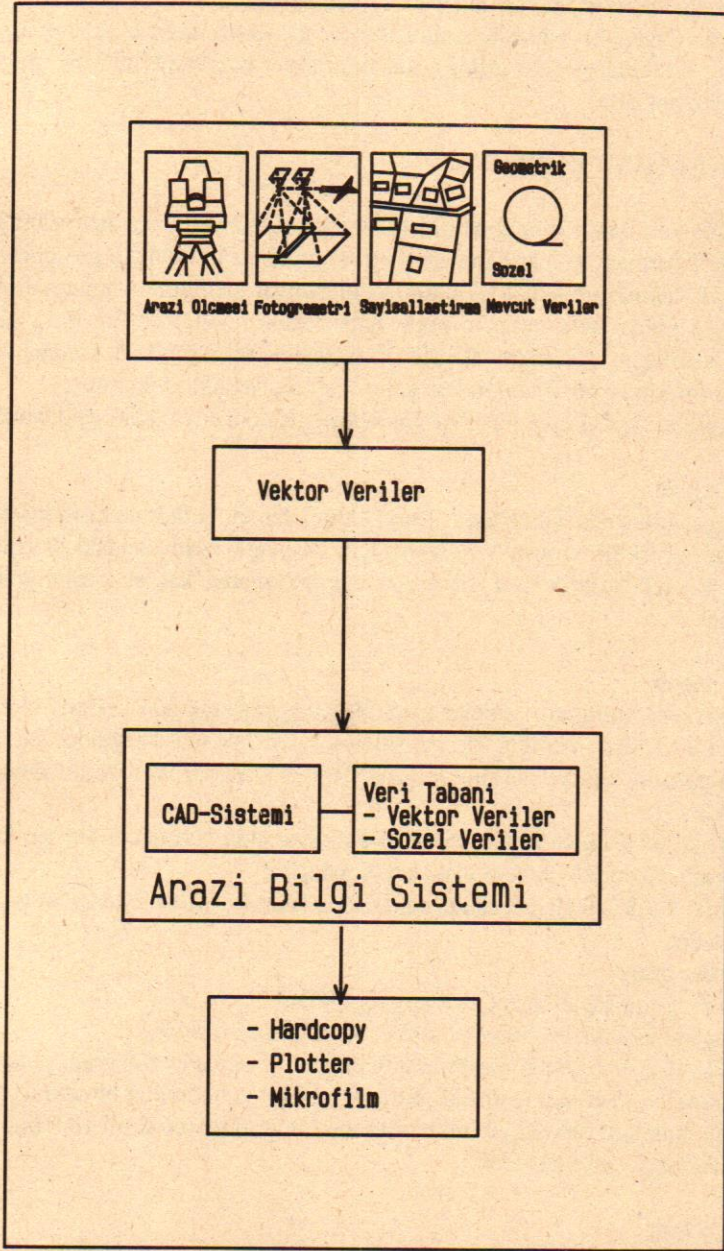 Geometrik
Sozel
Arazi Olcmesi Fotogrametri Sayisallastirma Mevcut Veriler
Vektor Veriler
CAD-Sistemi
Veri Tabani
- Vektor Veriler
- Sozel Veriler
Arazi Bilgi Sistemi
- Hardcopy
- Plotter
- Mikrofilm